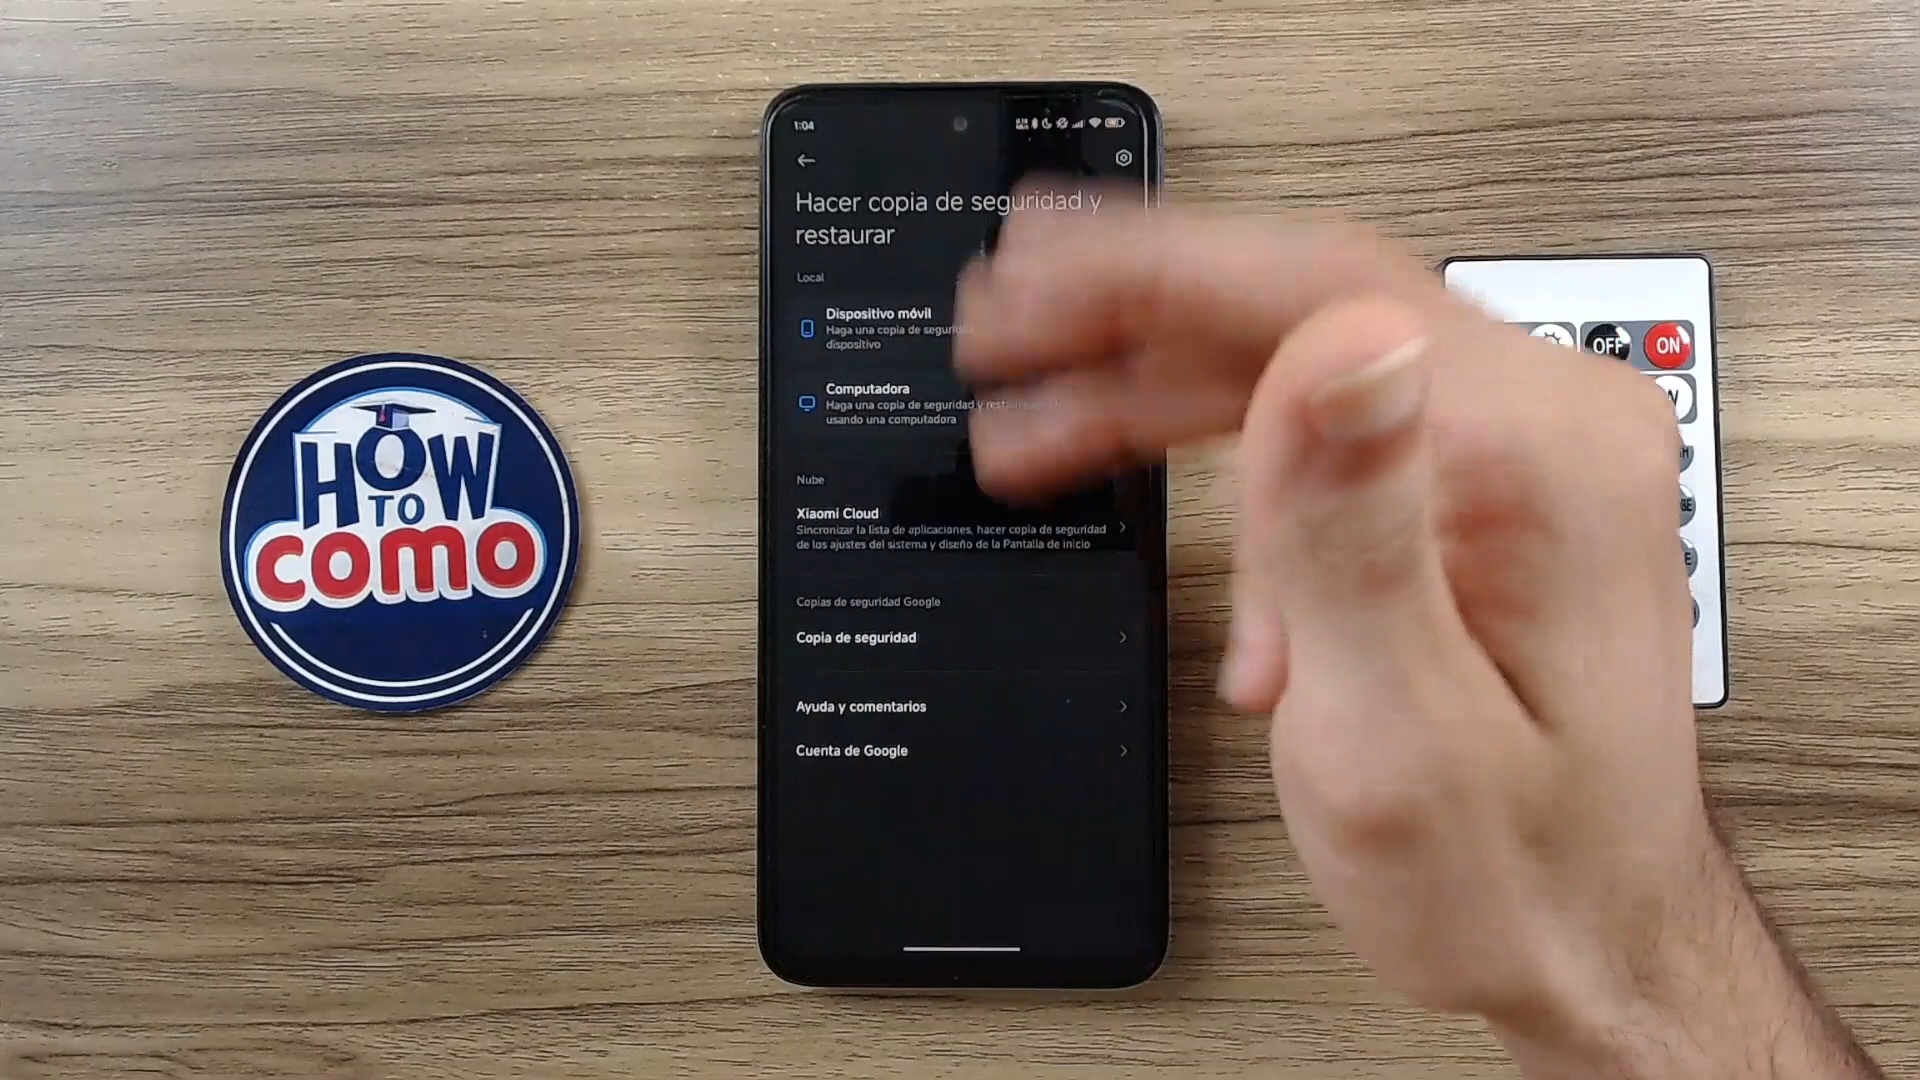 1:04
Hacer copia de seguridad y
restaurar
Local
Dispositivo móvil
Haga una copia de
dispositivo
Computadora
Haga una copia de seguridad y
usando una computadora
Nube
Xiaomi Cloud
Sincronizar la lista de aplicaciones, hacer copia de seguridad
de los ajustes del sistema y diseño de la Pantalla de inicio
Copias de seguridad Google
Copia de seguridad
Ayuda y comentarios
Cuenta de Google
HOW
TO
como
OFF
ON